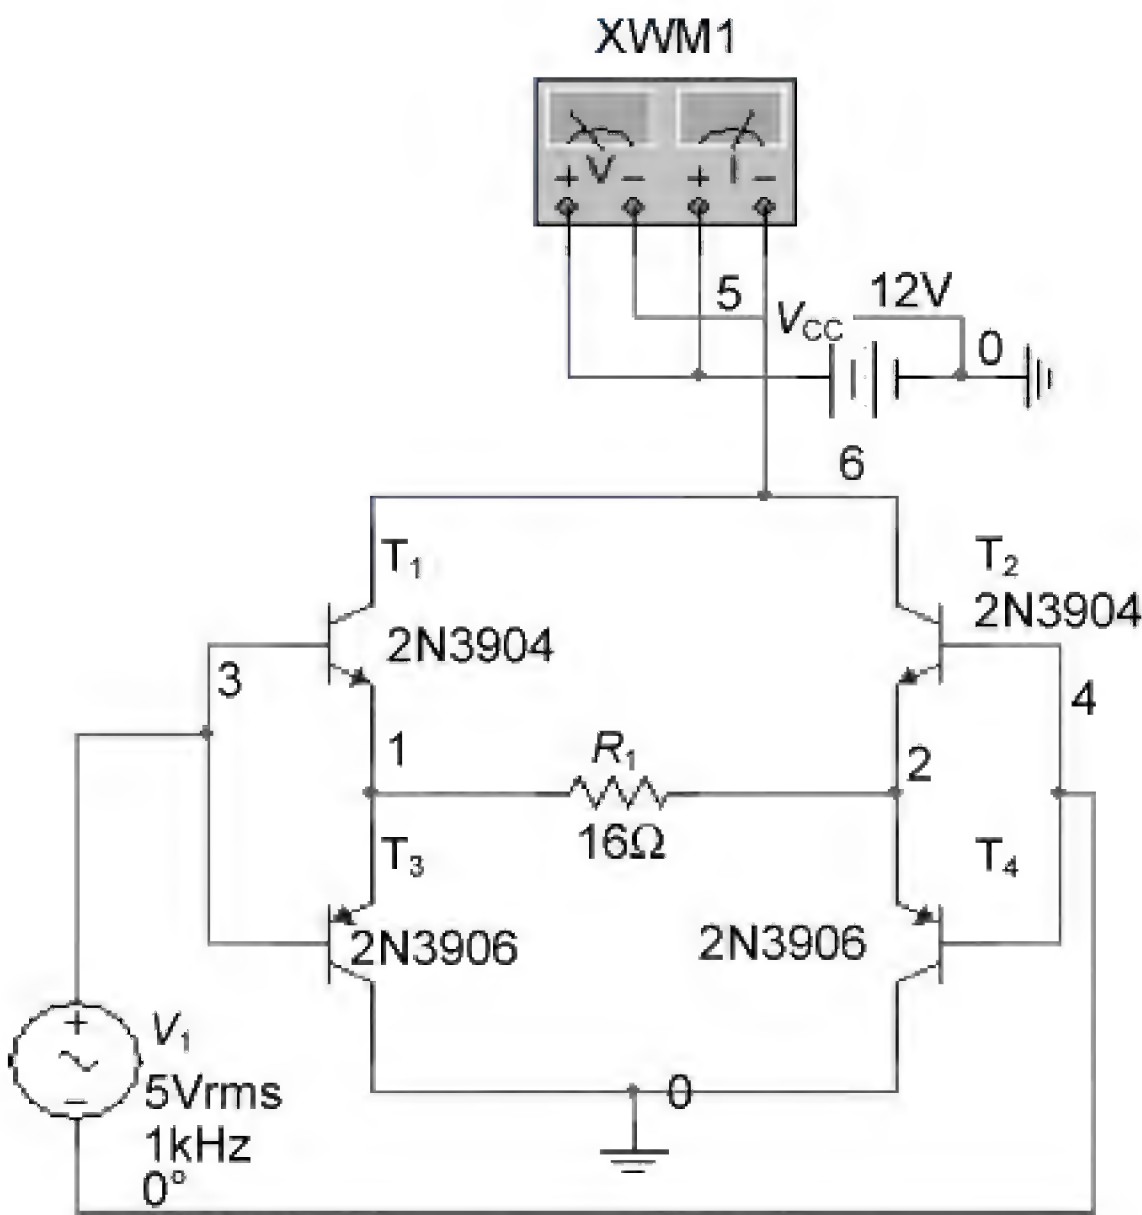 XWM1
+ V − + I −
5
V_CC
12V
0
6
T₁
2N3904
T₂
2N3904
3
4
1
R₁
2
16Ω
T₃
T₄
2N3906
2N3906
+
V₁
5Vrms
−
1kHz
0°
0